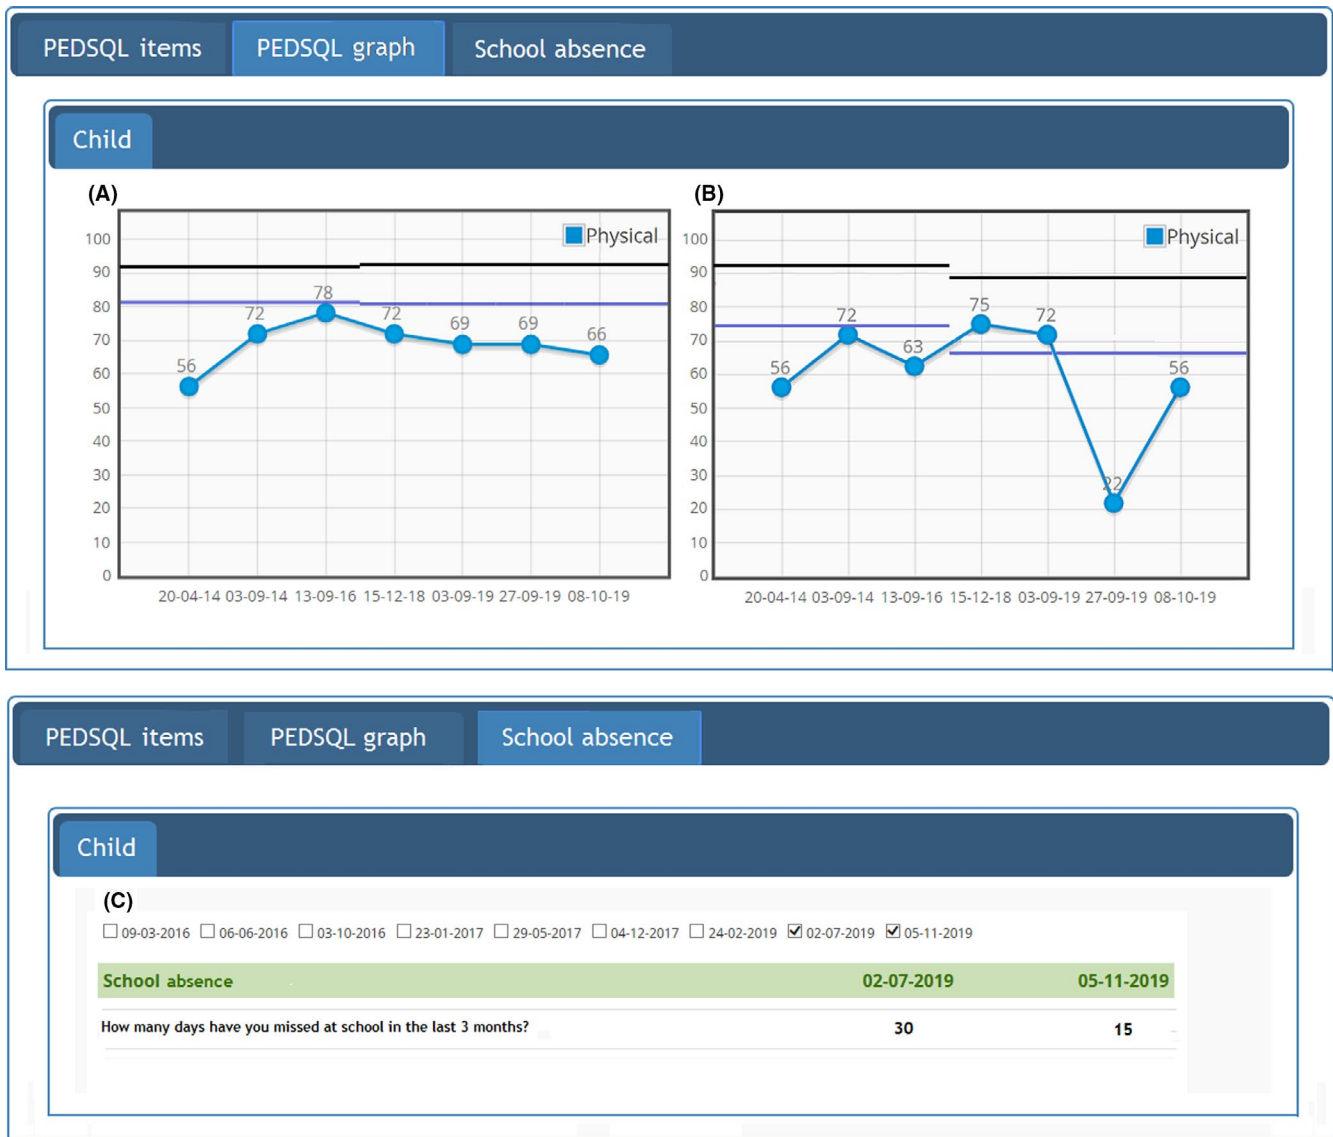 PEDSQL items PEDSQL graph School absence
Child
(A)
Physical
100
90
80
70
60
50
40
30
20
10
0
56
72
78
72
69
69
66
20-04-14 03-09-14 13-09-16 15-12-18 03-09-19 27-09-19 08-10-19
(B)
Physical
100
90
80
70
60
50
40
30
20
10
0
56
72
63
75
72
22
56
20-04-14 03-09-14 13-09-16 15-12-18 03-09-19 27-09-19 08-10-19
PEDSQL items PEDSQL graph School absence
Child
(C)
09-03-2016 06-06-2016 03-10-2016 23-01-2017 29-05-2017 04-12-2017 24-02-2019 02-07-2019 05-11-2019
School absence 02-07-2019 05-11-2019
How many days have you missed at school in the last 3 months? 30 15